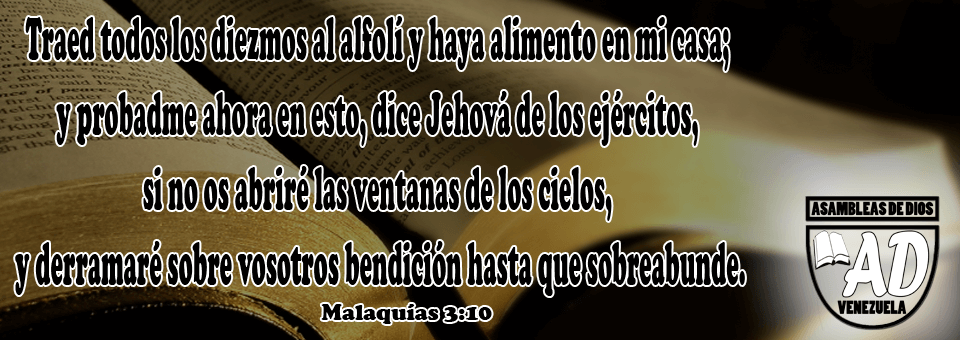 Traed todos los diezmos al alfolí y haya alimento en mi casa;
y probadme ahora en esto, dice Jehová de los ejércitos,
si no os abriré las ventanas de los cielos,
y derramaré sobre vosotros bendición hasta que sobreabunde.
Malaquías 3:10
ASAMBLEAS DE DIOS
AD
VENEZUELA